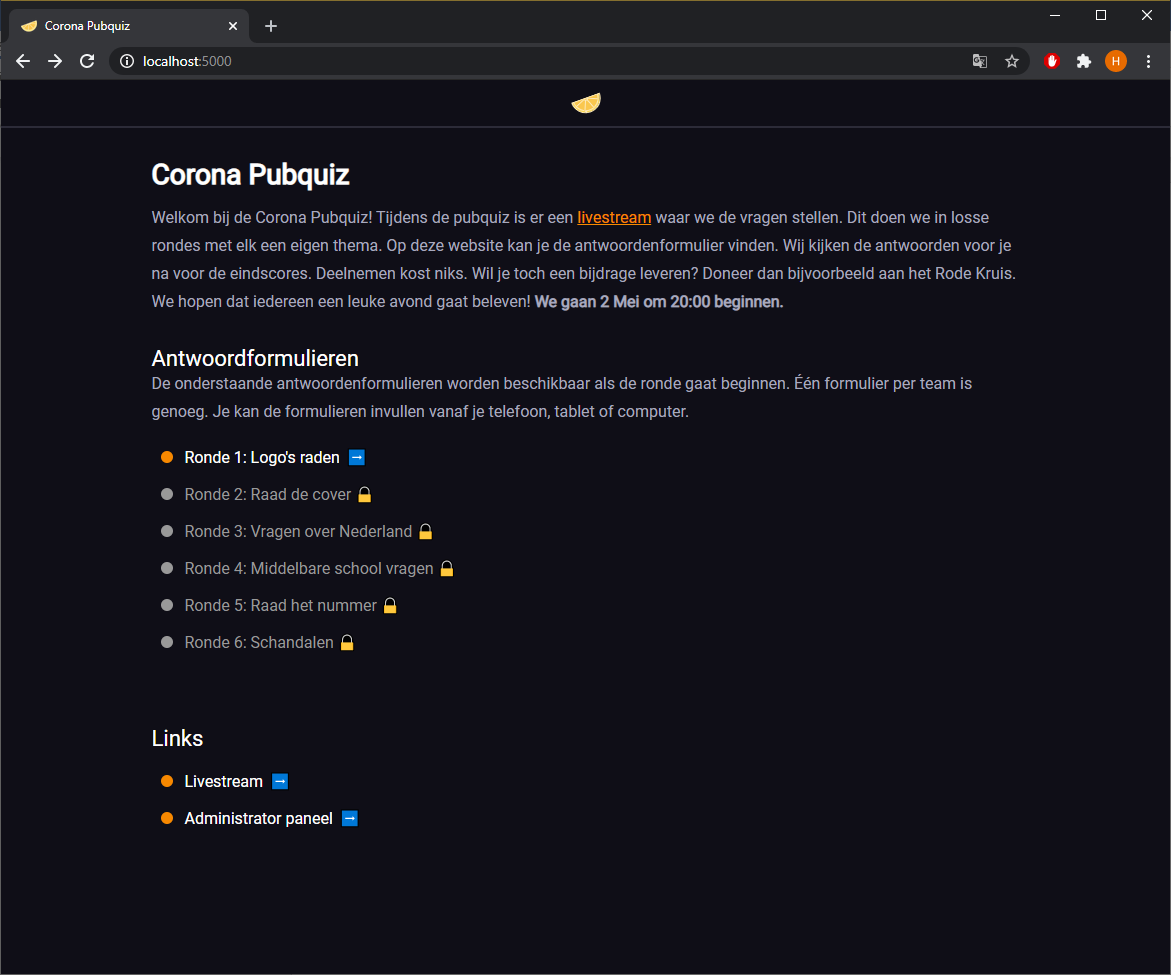 Corona Pubquiz
localhost:5000
H
Corona Pubquiz
Welkom bij de Corona Pubquiz! Tijdens de pubquiz is er een livestream waar we de vragen stellen. Dit doen we in losse
rondes met elk een eigen thema. Op deze website kan je de antwoordenformulier vinden. Wij kijken de antwoorden voor je
na voor de eindscores. Deelnemen kost niks. Wil je toch een bijdrage leveren? Doneer dan bijvoorbeeld aan het Rode Kruis.
We hopen dat iedereen een leuke avond gaat beleven! We gaan 2 Mei om 20:00 beginnen.
Antwoordformulieren
De onderstaande antwoordenformulieren worden beschikbaar als de ronde gaat beginnen. Één formulier per team is
genoeg. Je kan de formulieren invullen vanaf je telefoon, tablet of computer.
Ronde 1: Logo's raden
Ronde 2: Raad de cover
Ronde 3: Vragen over Nederland
Ronde 4: Middelbare school vragen
Ronde 5: Raad het nummer
Ronde 6: Schandalen
Links
Livestream
Administrator paneel